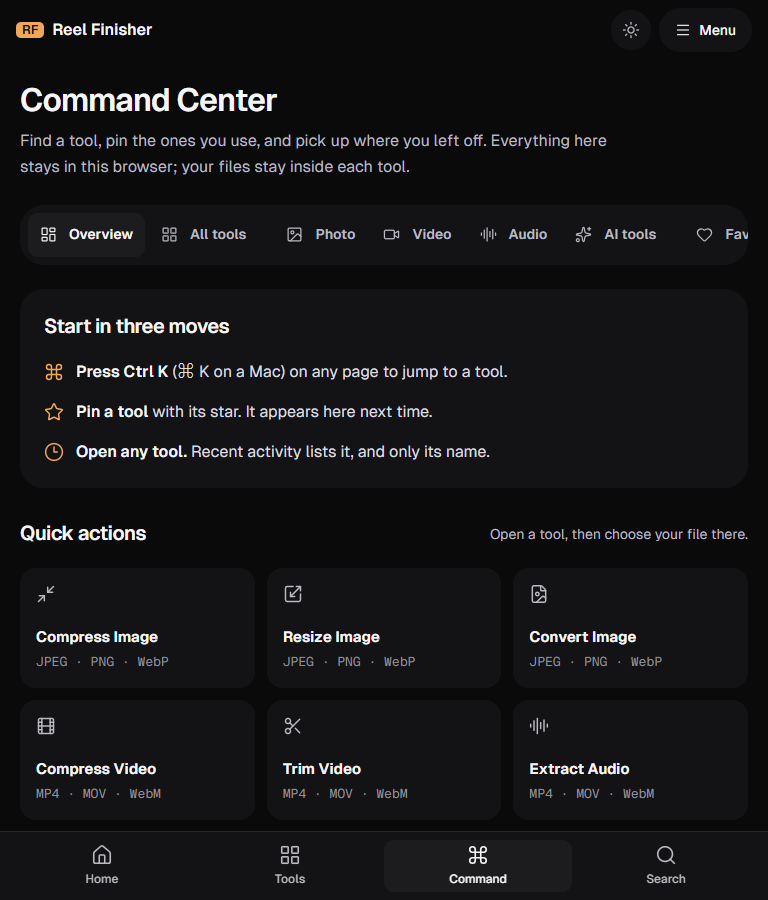 RF Reel Finisher
Menu
Command Center
Find a tool, pin the ones you use, and pick up where you left off. Everything here
stays in this browser; your files stay inside each tool.
Overview All tools Photo Video Audio AI tools Fav
Start in three moves
Press Ctrl K (⌘ K on a Mac) on any page to jump to a tool.
Pin a tool with its star. It appears here next time.
Open any tool. Recent activity lists it, and only its name.
Quick actions
Open a tool, then choose your file there.
Compress Image
JPEG · PNG · WebP
Resize Image
JPEG · PNG · WebP
Convert Image
JPEG · PNG · WebP
Compress Video
MP4 · MOV · WebM
Trim Video
MP4 · MOV · WebM
Extract Audio
MP4 · MOV · WebM
Home Tools Command Search